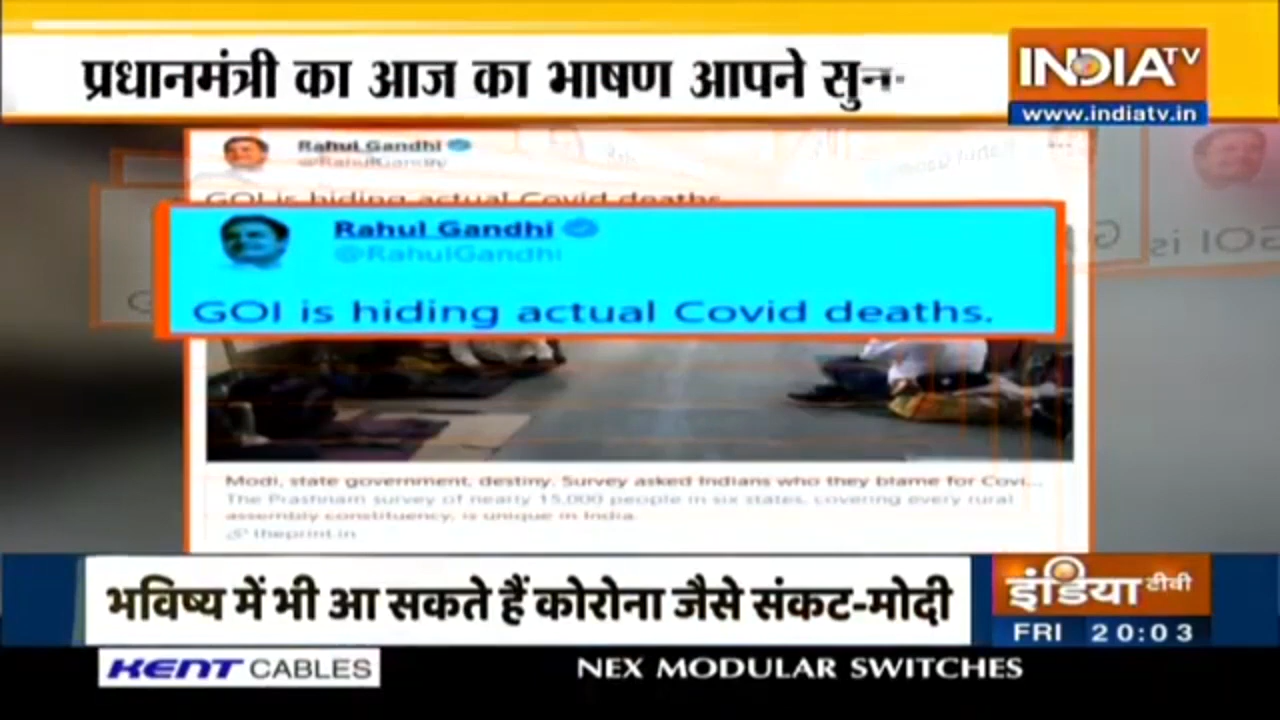 प्रधानमंत्री का आज का भाषण आपने
INDIA TV
www.indiatv.in
Rahul Gandhi
@RahulGandhi
GOI is hiding actual Covid deaths
Rahul Gandhi
@RahulGandhi
GOI is hiding actual Covid deaths.
Modi, state government, destiny. Survey asked Indians who they blame for Covi...
The Prashnam survey of nearly 15,000 people in six states, covering every rural
assembly constituency, is unique in India.
theprint.in
भविष्य में भी आ सकते हैं कोरोना जैसे संकट-मोदी
इंडिया टीवी
FRI 20:03
KENT CABLES
NEX MODULAR SWITCHES